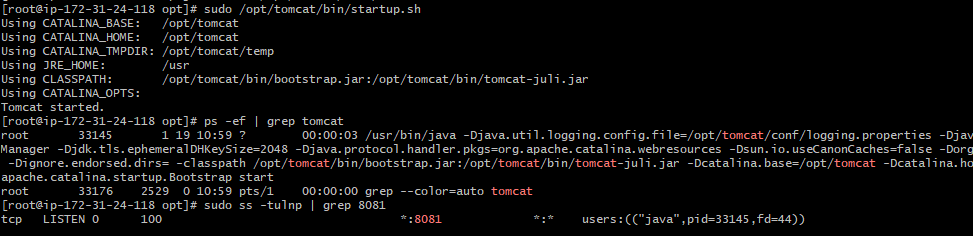 [root@ip-172-31-24-118 opt]# sudo /opt/tomcat/bin/startup.sh
Using CATALINA_BASE:   /opt/tomcat
Using CATALINA_HOME:   /opt/tomcat
Using CATALINA_TMPDIR: /opt/tomcat/temp
Using JRE_HOME:        /usr
Using CLASSPATH:       /opt/tomcat/bin/bootstrap.jar:/opt/tomcat/bin/tomcat-juli.jar
Using CATALINA_OPTS:
Tomcat started.
[root@ip-172-31-24-118 opt]# ps -ef | grep tomcat
root       33145       1 19 10:59 ?        00:00:03 /usr/bin/java -Djava.util.logging.config.file=/opt/tomcat/conf/logging.properties -Djav
Manager -Djdk.tls.ephemeralDHKeySize=2048 -Djava.protocol.handler.pkgs=org.apache.catalina.webresources -Dsun.io.useCanonCaches=false -Dorg
 -Dignore.endorsed.dirs= -classpath /opt/tomcat/bin/bootstrap.jar:/opt/tomcat/bin/tomcat-juli.jar -Dcatalina.base=/opt/tomcat -Dcatalina.ho
apache.catalina.startup.Bootstrap start
root       33176    2529  0 10:59 pts/1    00:00:00 grep --color=auto tomcat
[root@ip-172-31-24-118 opt]# sudo ss -tulnp | grep 8081
tcp   LISTEN 0      100                                *:8081            *:*    users:(("java",pid=33145,fd=44))